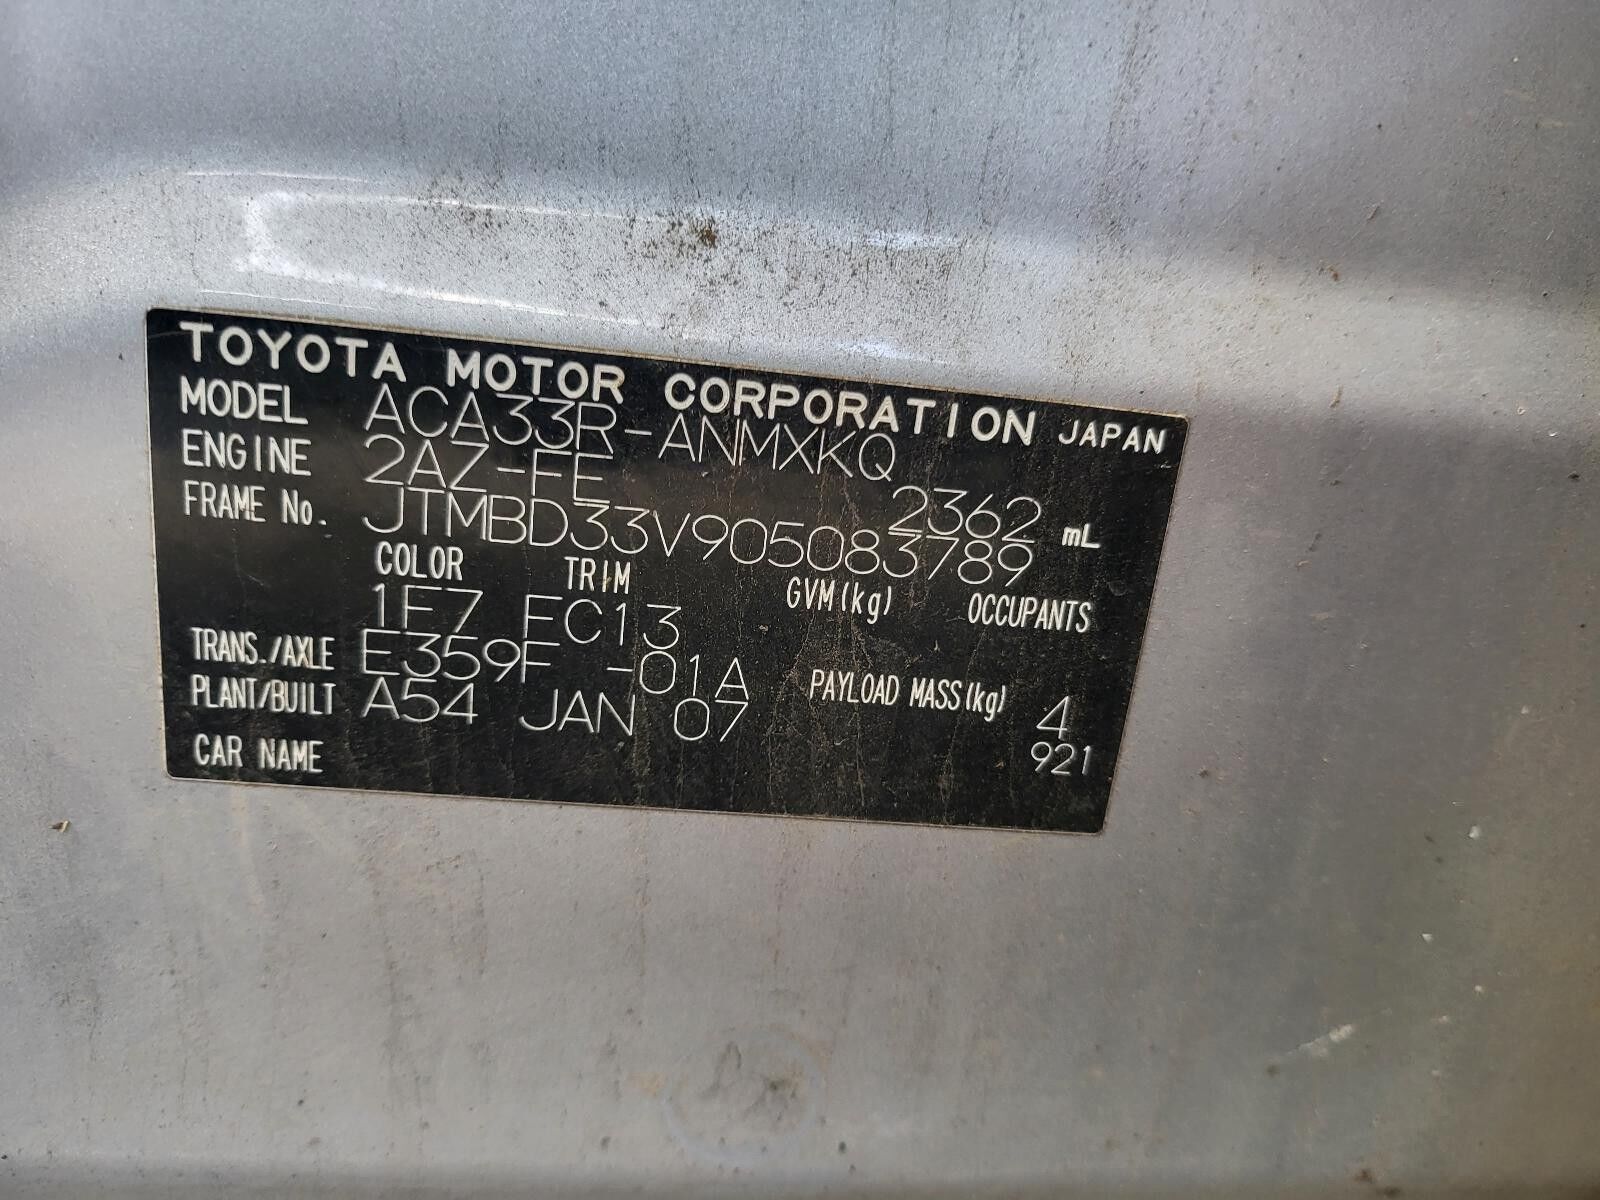 TOYOTA MOTOR CORPORATION JAPAN
MODEL ACA33R-ANMXKQ
ENGINE 2AZ-FE 2362 mL
FRAME No. JTMBD33V905083789
COLOR TRIM GVM(kg) OCCUPANTS
1F7 FC13
TRANS./AXLE E359F -01A PAYLOAD MASS(kg) 4
PLANT/BUILT A54 JAN 07 921
CAR NAME